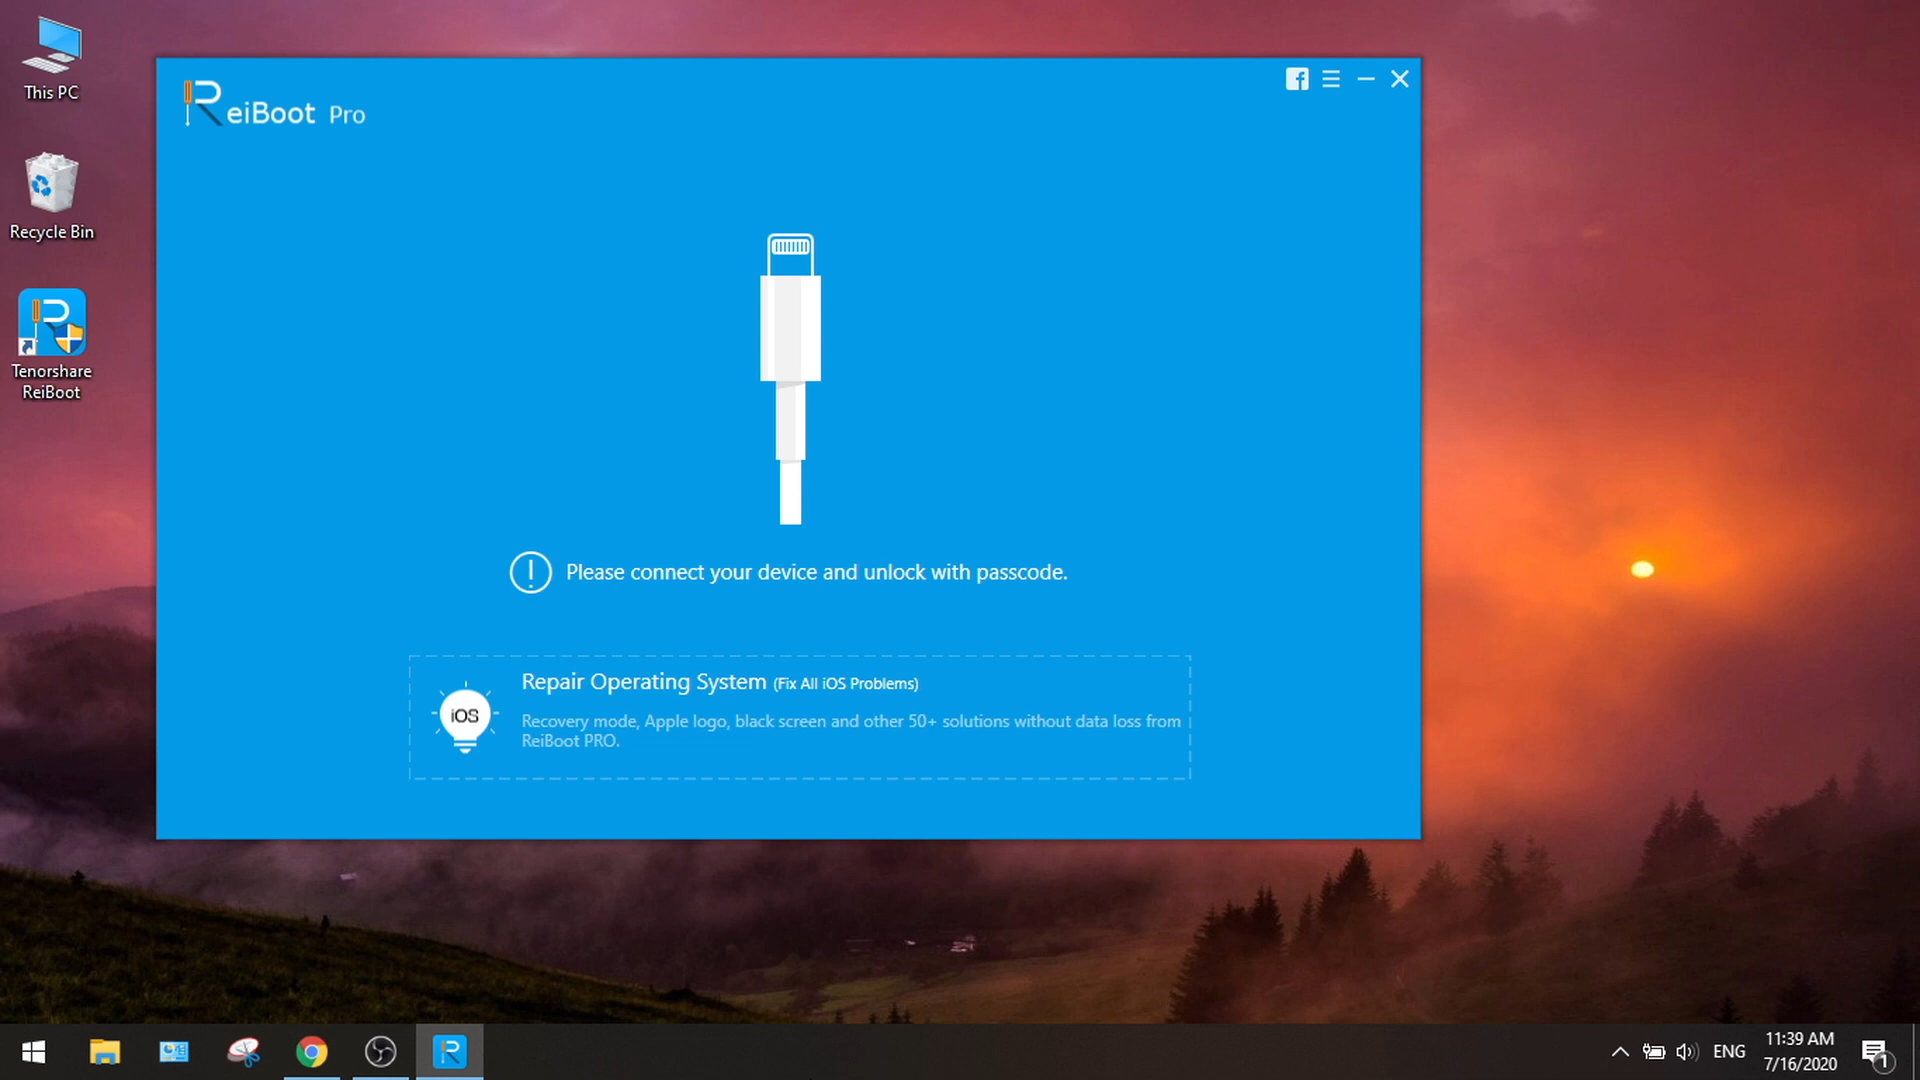 This PC
Recycle Bin
Tenorshare
ReiBoot
ReiBoot Pro
Please connect your device and unlock with passcode.
iOS
Repair Operating System (Fix All iOS Problems)
Recovery mode, Apple logo, black screen and other 50+ solutions without data loss from
ReiBoot PRO.
ENG
11:39 AM
7/16/2020
1